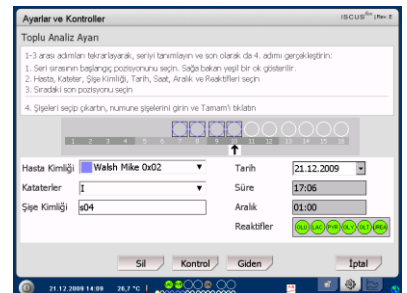 Ayarlar ve Kontroller
ISCUS flex | Rev. 2
Toplu Analiz Ayarı
1-3 arası adımları tekrarlayarak, seriyi tanımlayın ve son olarak da 4. adımı gerçekleştirin:
1. Seri sırasının başlangıç pozisyonunu seçin. Sağa bakan yeşil bir ok gösterilir.
2. Hasta, Kateter, Şişe Kimliği, Tarih, Saat, Aralık ve Reaktifleri seçin
3. Sıradaki son pozisyonu seçin
4. Şişeleri seçip çıkartın, numune şişelerini girin ve Tamam'ı tıklatın
1 2 3 4 5 6 7 8 9 10 11 12 13 14 15 16
Hasta Kimliği Walsh Mike 0x02
Tarih 21.12.2009
Kataterler I
Süre 17:06
Şişe Kimliği s04
Aralık 01:00
Reaktifler GLU LAC PYR GLY GLT UREA
Sil Kontrol Giden İptal
21.12.2009 14:09 26,7 °C